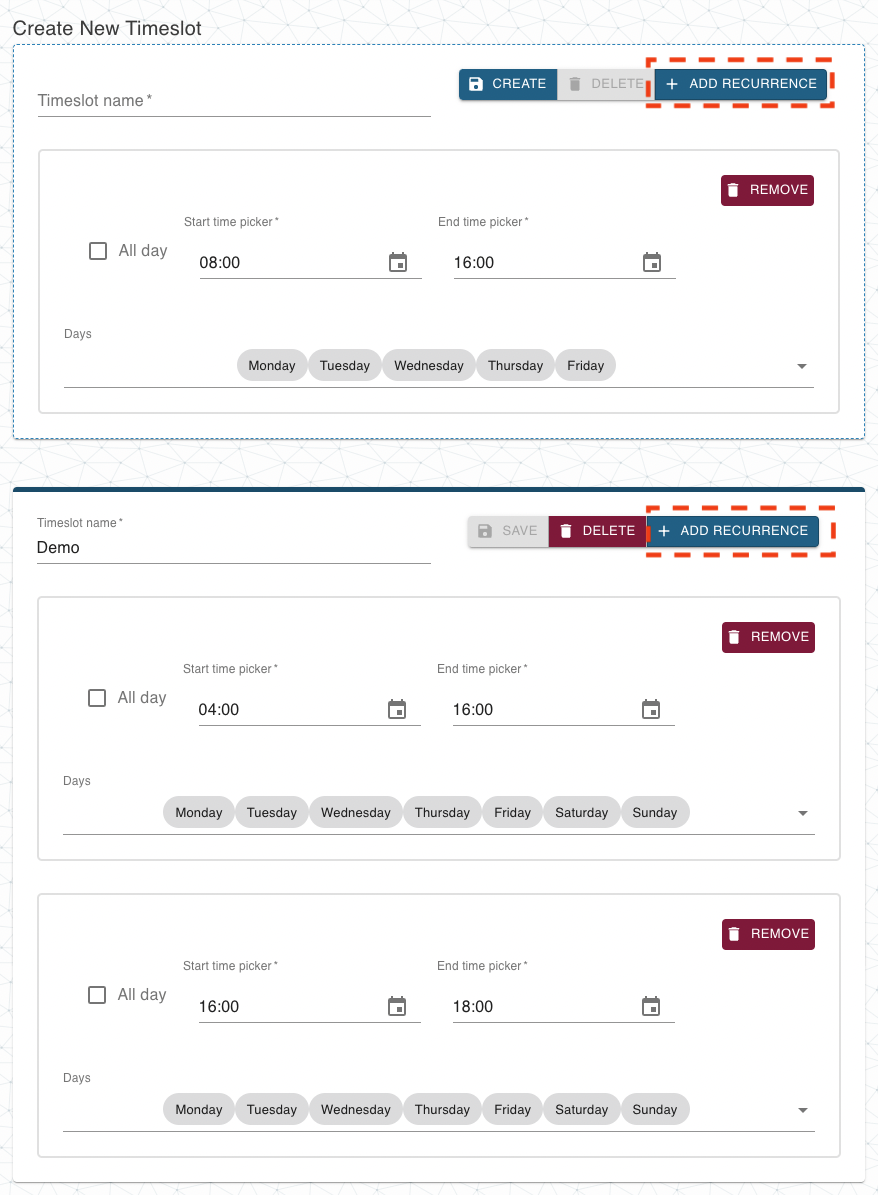 Create New Timeslot
CREATE DELETE ADD RECURRENCE
Timeslot name *
REMOVE
Start time picker * End time picker *
All day 08:00 16:00
Days
Monday Tuesday Wednesday Thursday Friday
Timeslot name *
SAVE DELETE ADD RECURRENCE
Demo
REMOVE
Start time picker * End time picker *
All day 04:00 16:00
Days
Monday Tuesday Wednesday Thursday Friday Saturday Sunday
REMOVE
Start time picker * End time picker *
All day 16:00 18:00
Days
Monday Tuesday Wednesday Thursday Friday Saturday Sunday